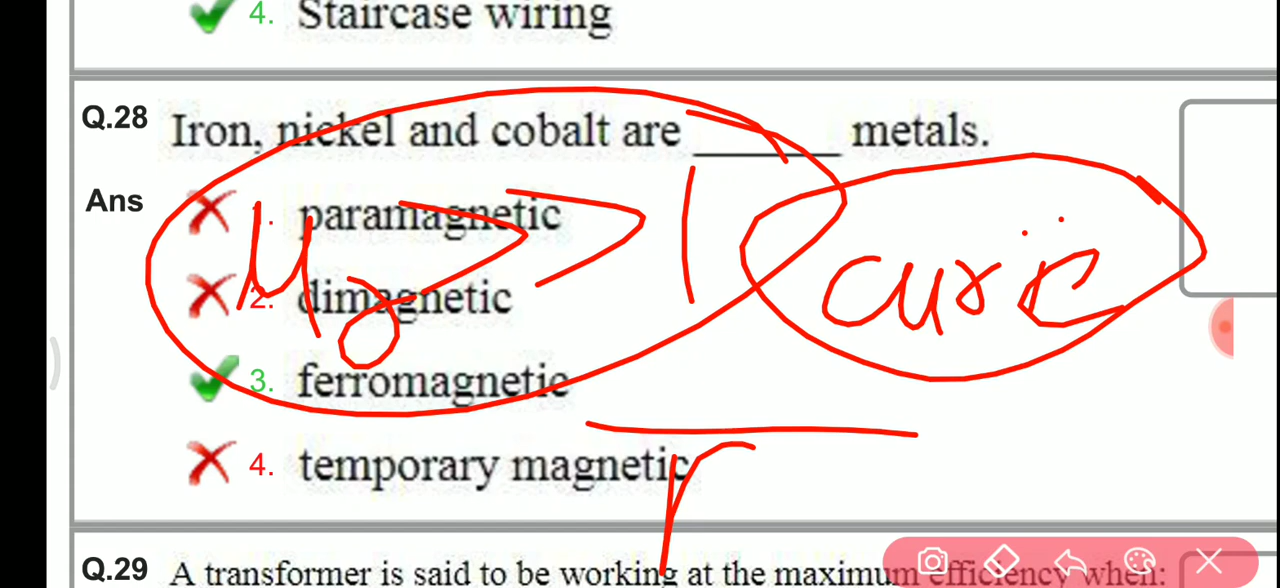 4. Staircase wiring
Q.28 Iron, nickel and cobalt are ______ metals.
Ans 1. paramagnetic
2. dimagnetic
3. ferromagnetic
4. temporary magnetic
Q.29 A transformer is said to be working at the maximum efficiency when: